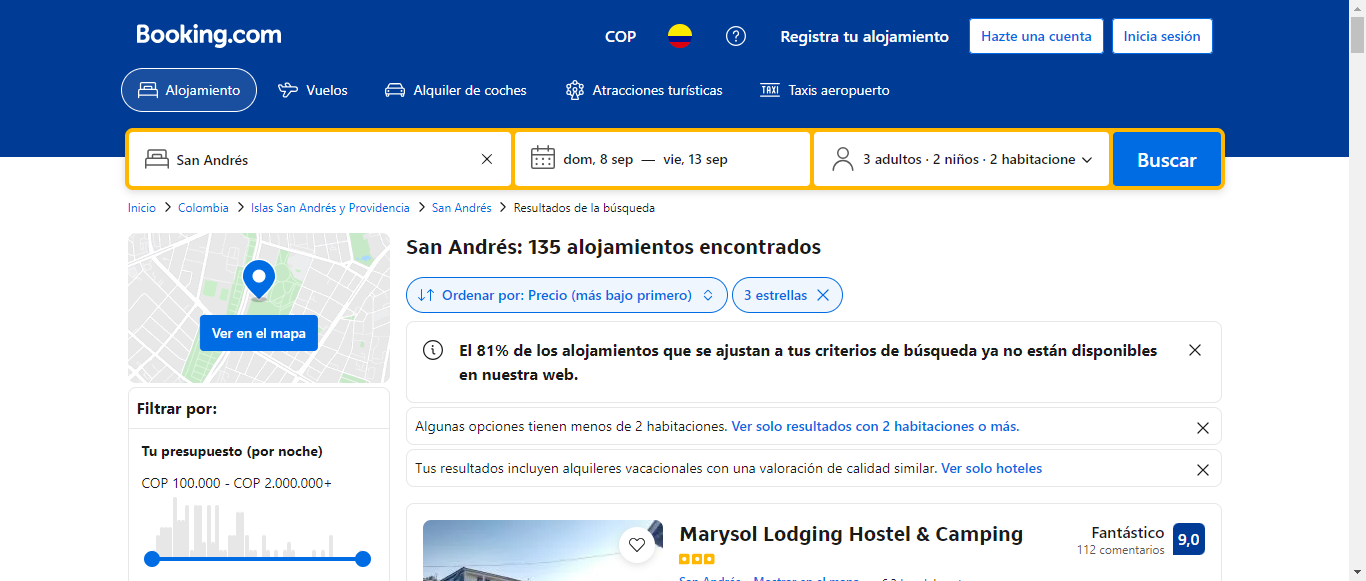 Booking.com
COP
Registra tu alojamiento
Hazte una cuenta
Inicia sesión
Alojamiento
Vuelos
Alquiler de coches
Atracciones turísticas
TAXI
Taxis aeropuerto
San Andrés
dom, 8 sep — vie, 13 sep
3 adultos · 2 niños · 2 habitacione
Buscar
Inicio
Colombia
Islas San Andrés y Providencia
San Andrés
Resultados de la búsqueda
Ver en el mapa
Filtrar por:
Tu presupuesto (por noche)
COP 100.000 - COP 2.000.000+
San Andrés: 135 alojamientos encontrados
Ordenar por: Precio (más bajo primero)
3 estrellas
El 81% de los alojamientos que se ajustan a tus criterios de búsqueda ya no están disponibles
en nuestra web.
Algunas opciones tienen menos de 2 habitaciones. Ver solo resultados con 2 habitaciones o más.
Tus resultados incluyen alquileres vacacionales con una valoración de calidad similar. Ver solo hoteles
Marysol Lodging Hostel & Camping
Fantástico
112 comentarios
9,0
San Andrés
Mostrar en el mapa